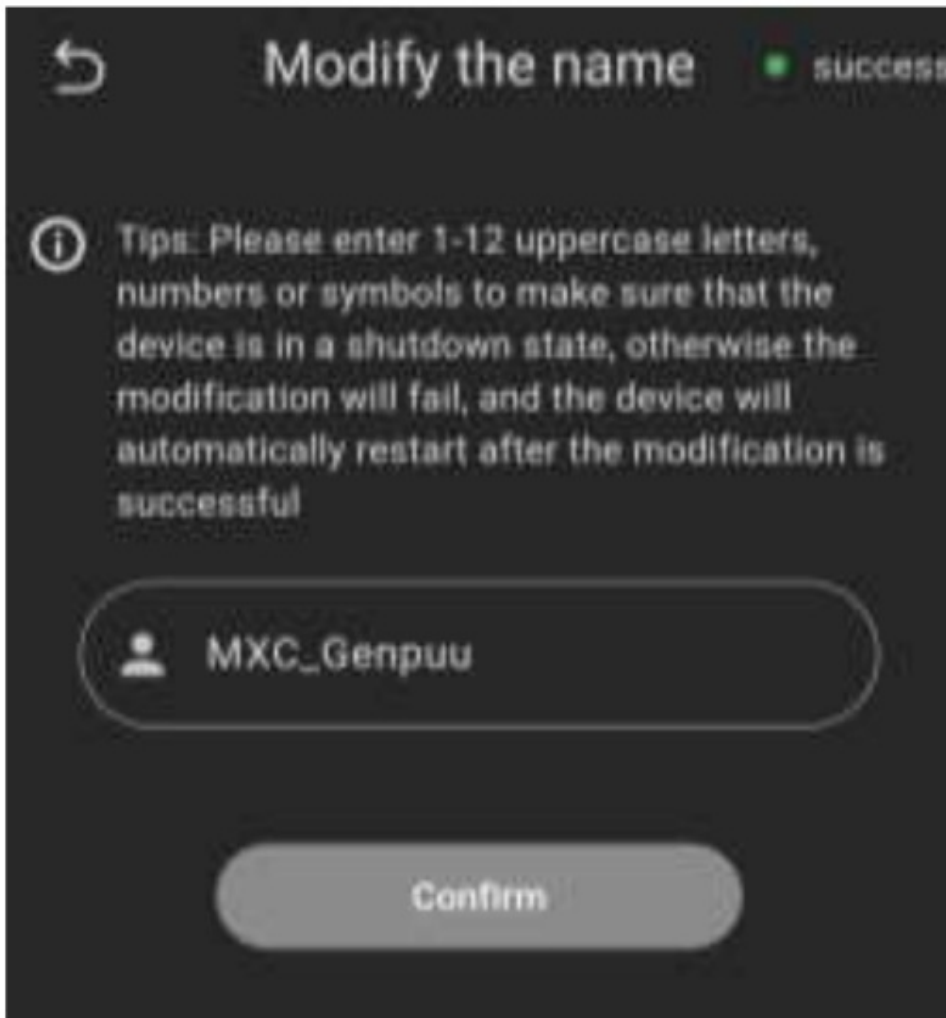 Modify the name
success
Tips: Please enter 1-12 uppercase letters,
numbers or symbols to make sure that the
device is in a shutdown state, otherwise the
modification will fail, and the device will
automatically restart after the modification is
successful
MXC_Genpuu
Confirm